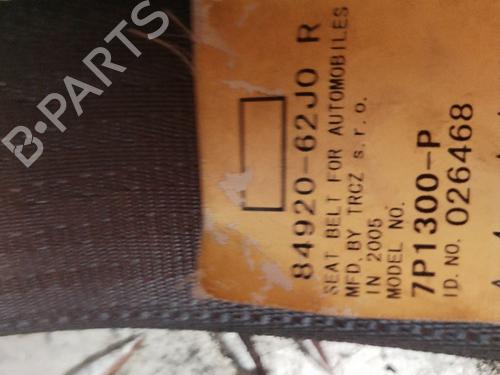 84920-62J0 R
SEAT BELT FOR AUTOMOBILES
MFD. BY TRCZ s.r.o.
IN 2005
MODEL NO.
7P1300-P
ID. NO. 026468
B-PARTS